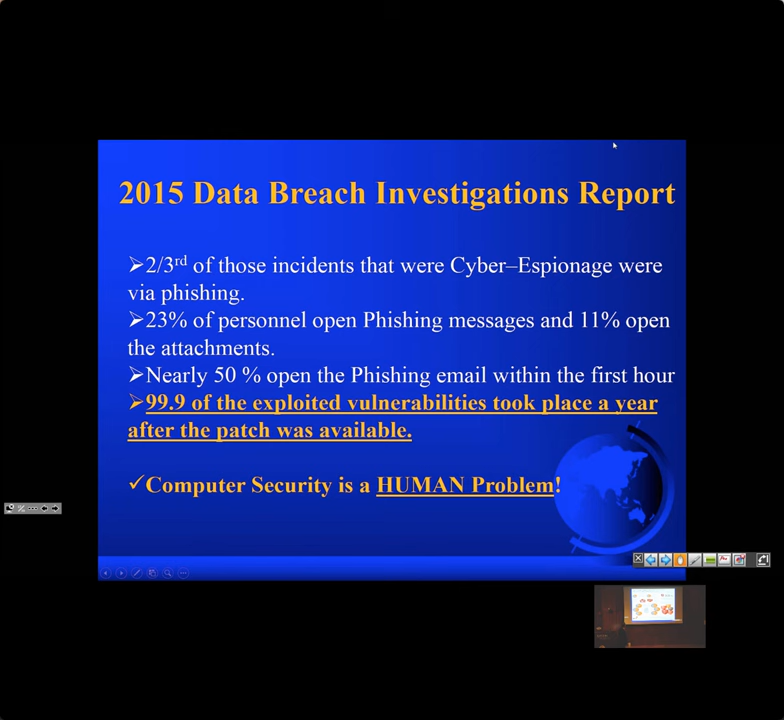 2015 Data Breach Investigations Report
➢2/3rd of those incidents that were Cyber–Espionage were
via phishing.
➢23% of personnel open Phishing messages and 11% open
the attachments.
➢Nearly 50 % open the Phishing email within the first hour
➢99.9 of the exploited vulnerabilities took place a year
after the patch was available.
✓Computer Security is a HUMAN Problem!